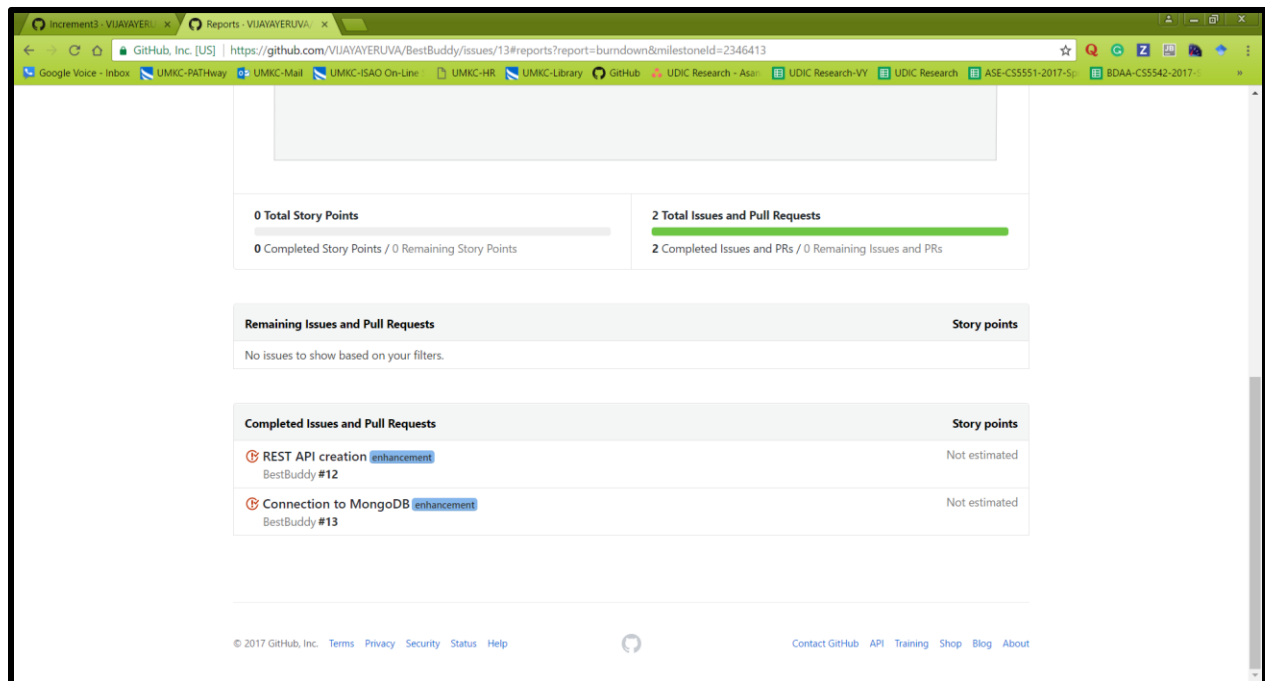 Increment3 - VIJAYAYERU
Reports - VIJAYAYERUVA/
GitHub, Inc. [US] | https://github.com/VIJAYAYERUVA/BestBuddy/issues/13#reports?report=burndown&milestoneId=2346413
Google Voice - Inbox UMKC-PATHway UMKC-Mail UMKC-ISAO On-Line UMKC-HR UMKC-Library GitHub UDIC Research - Asan UDIC Research-VY UDIC Research ASE-CS5551-2017-Sp BDAA-CS5542-2017-S »
0 Total Story Points
0 Completed Story Points / 0 Remaining Story Points
2 Total Issues and Pull Requests
2 Completed Issues and PRs / 0 Remaining Issues and PRs
Remaining Issues and Pull Requests Story points
No issues to show based on your filters.
Completed Issues and Pull Requests Story points
REST API creation enhancement Not estimated
BestBuddy #12
Connection to MongoDB enhancement Not estimated
BestBuddy #13
© 2017 GitHub, Inc. Terms Privacy Security Status Help Contact GitHub API Training Shop Blog About